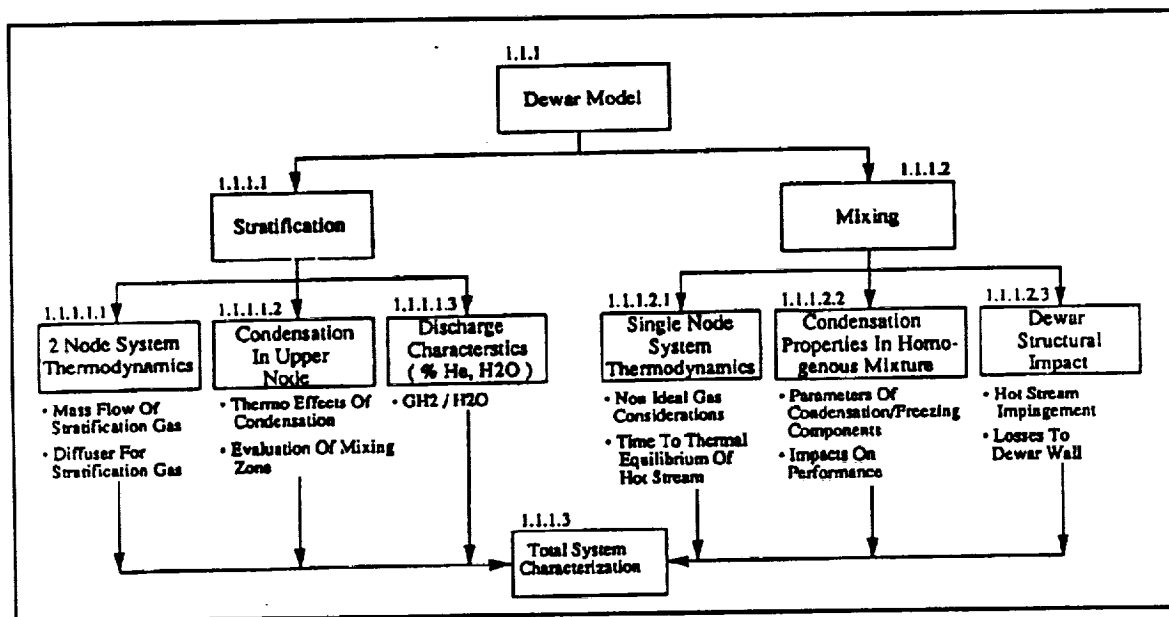 1.1.1
Dewar Model
1.1.1.1
Stratification
1.1.1.2
Mixing
1.1.1.1.1
2 Node System
Thermodynamics
• Mass Flow Of
Stratification Gas
• Diffuser For
Stratification Gas
1.1.1.1.2
Condensation
In Upper
Node
• Thermo Effects Of
Condensation
• Evaluation Of Mixing
Zone
1.1.1.1.3
Discharge
Characterstics
( % He, H2O )
• GH2 / H2O
1.1.1.2.1
Single Node
System
Thermodynamics
• Non Ideal Gas
Considerations
• Time To Thermal
Equilibrium Of
Hot Stream
1.1.1.2.2
Condensation
Properties In Homo-
genous Mixture
• Parameters Of
Condensation/Freezing
Components
• Impacts On
Performance
1.1.1.2.3
Dewar
Structural
Impact
• Hot Stream
Impingement
• Losses To
Dewar Wall
1.1.1.3
Total System
Characterization